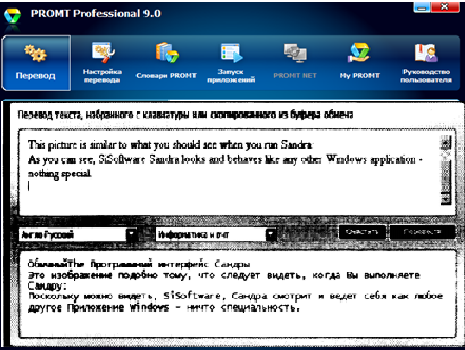 PROMT Professional 9.0
Перевод
Настройка перевода
Словари PROMT
Запуск приложений
PROMT NET
My PROMT
Руководство пользователя
Перевод текста, набранного с клавиатуры или скопированного из буфера обмена
This picture is similar to what you should see when you run Sandra:
As you can see, SiSoftware Sandra looks and behaves like any other Windows application -
nothing special.
Англо-Русский
Информатика и
Очистить
Перевести
Обычный The Программный интерфейс Сандры
Это изображение подобно тому, что следует видеть, когда Вы выполняете
Сандру:
Поскольку можно видеть, SiSoftware, Сандра смотрит и ведет себя как любое
другое Приложение Windows - ничто специальность.